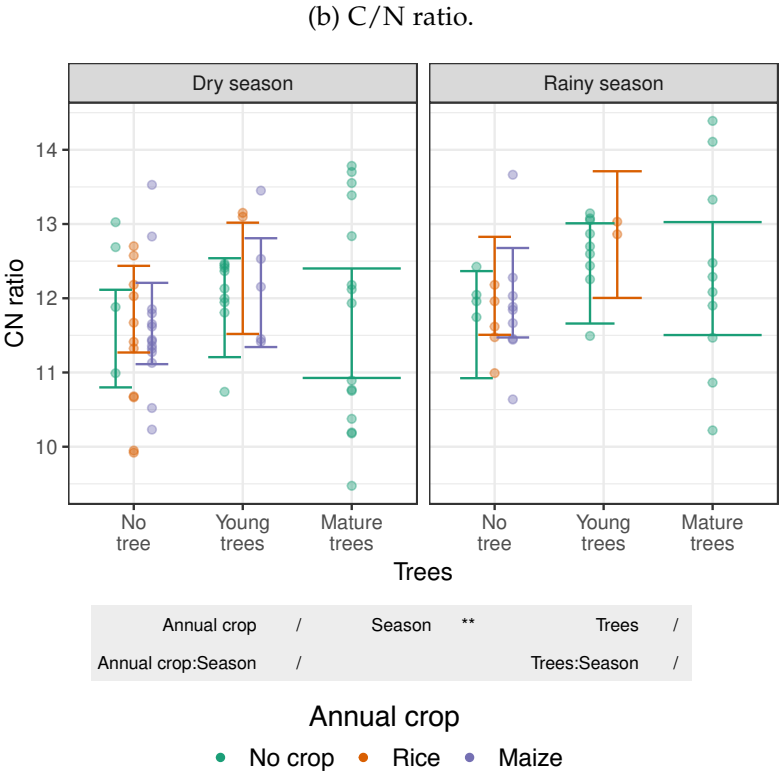 (b) C/N ratio.
Dry season
Rainy season
CN ratio
14
13
12
11
10
No tree
Young trees
Mature trees
No tree
Young trees
Mature trees
Trees
Annual crop / Season ** Trees /
Annual crop:Season / Trees:Season /
Annual crop
No crop Rice Maize